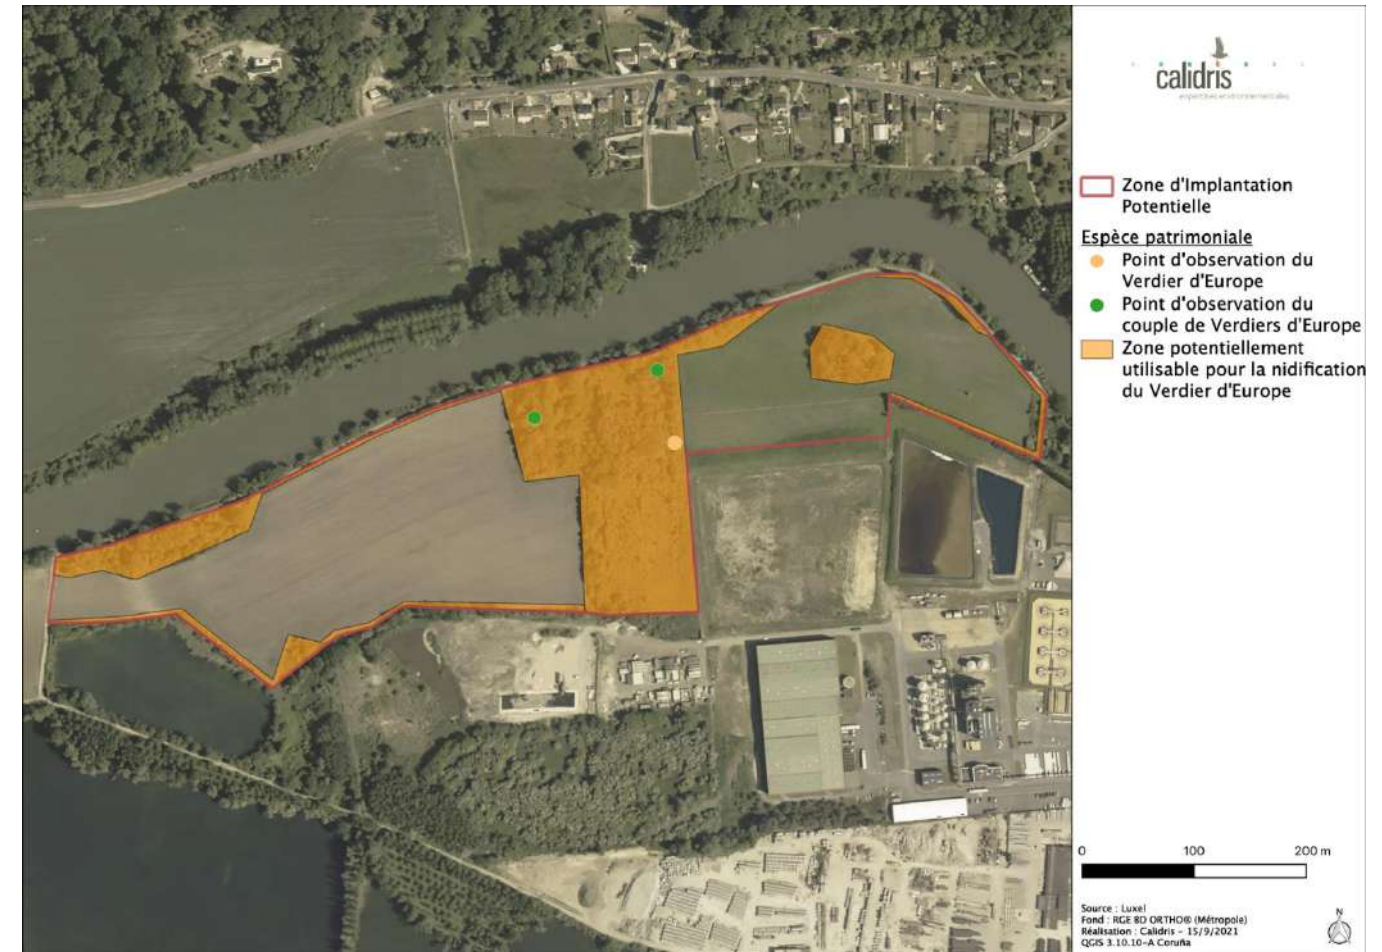 calidris
expertises environnementales
Zone d'Implantation
Potentielle
Espèce patrimoniale
Point d'observation du
Verdier d'Europe
Point d'observation du
couple de Verdiers d'Europe
Zone potentiellement
utilisable pour la nidification
du Verdier d'Europe
0 100 200 m
Source : Luxel
Fond : RGE BD ORTHO® (Métropole)
Réalisation : Calidris - 15/9/2021
QGIS 3.10.10-A Coruña
N